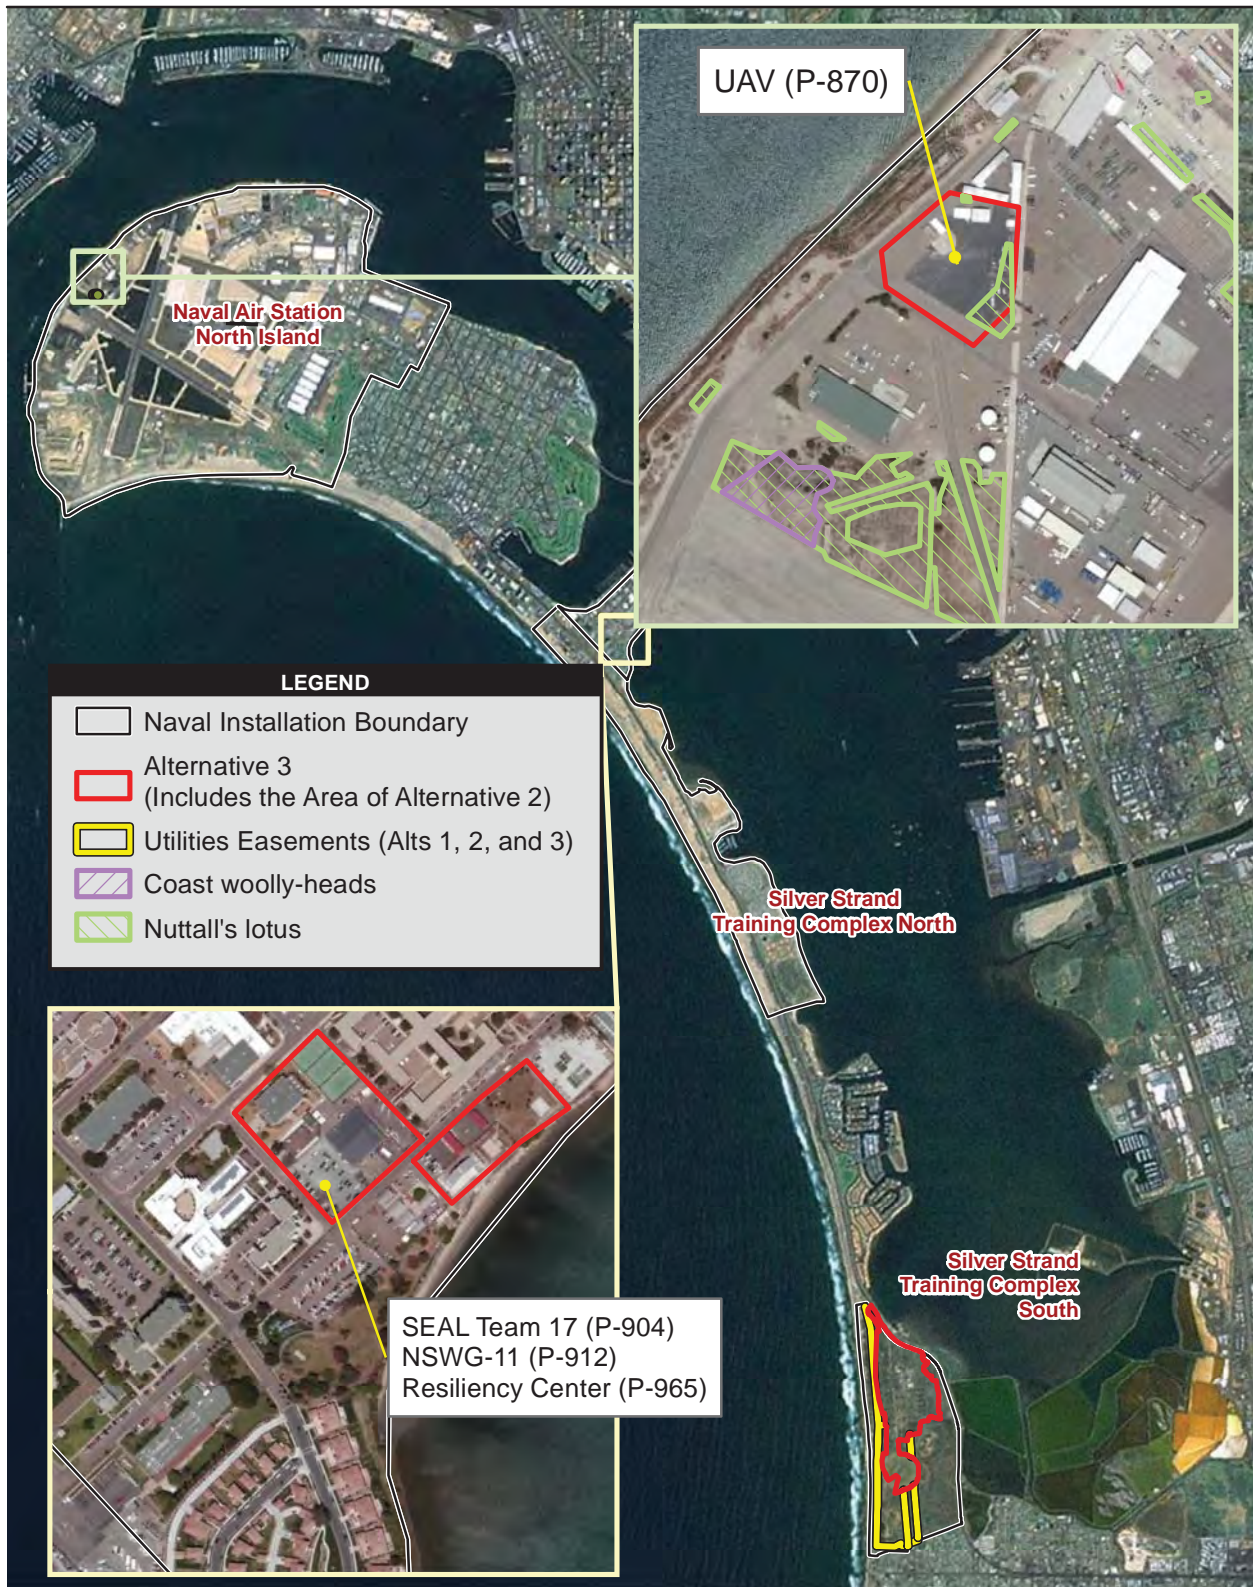 UAV (P-870)
Naval Air Station
North Island
LEGEND
Naval Installation Boundary
Alternative 3
(Includes the Area of Alternative 2)
Utilities Easements (Alts 1, 2, and 3)
Coast woolly-heads
Nuttall's lotus
Silver Strand
Training Complex North
Silver Strand
Training Complex
South
SEAL Team 17 (P-904)
NSWG-11 (P-912)
Resiliency Center (P-965)